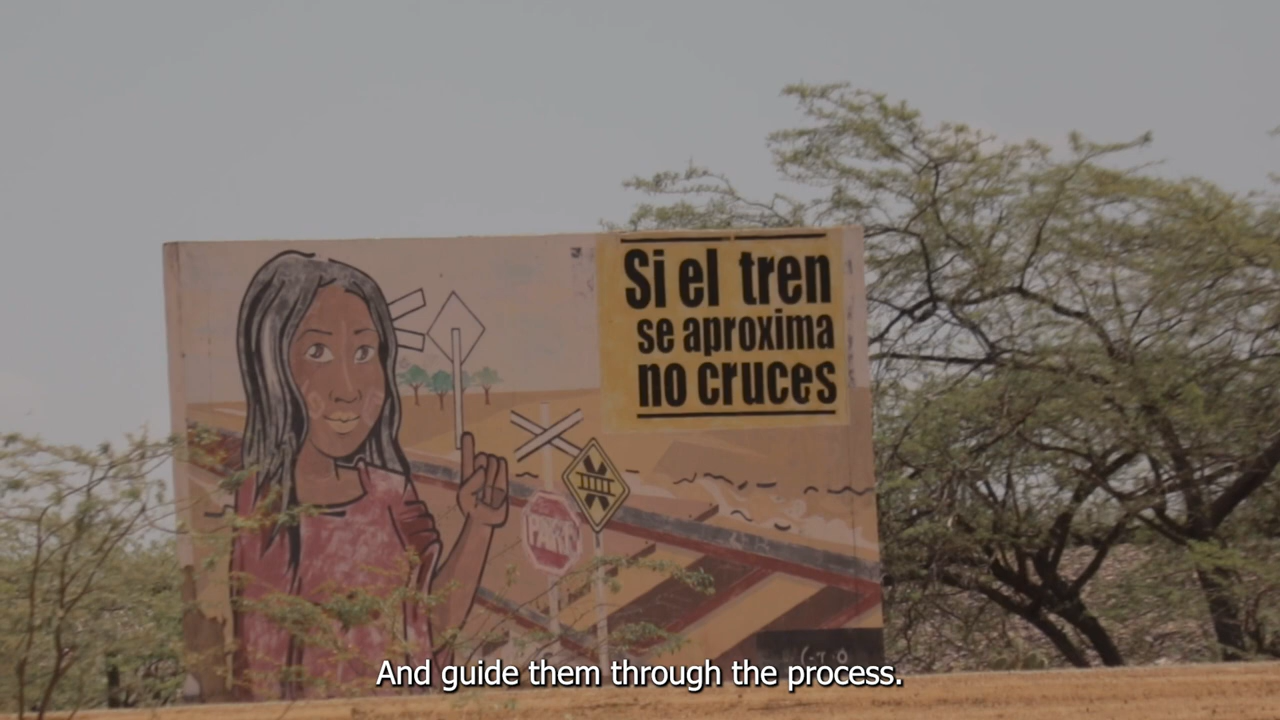 Si el tren
se aproxima
no cruces
PARE
And guide them through the process.